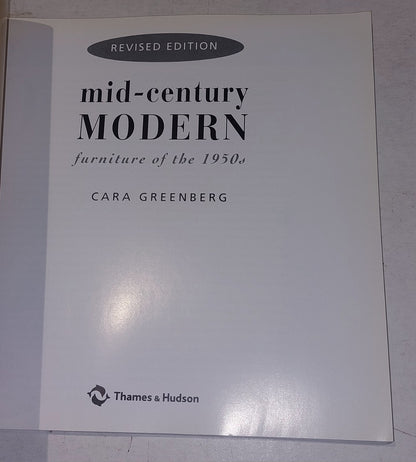 REVISED EDITION
mid-century
MODERN
furniture of the 1950s
CARA GREENBERG
Thames & Hudson